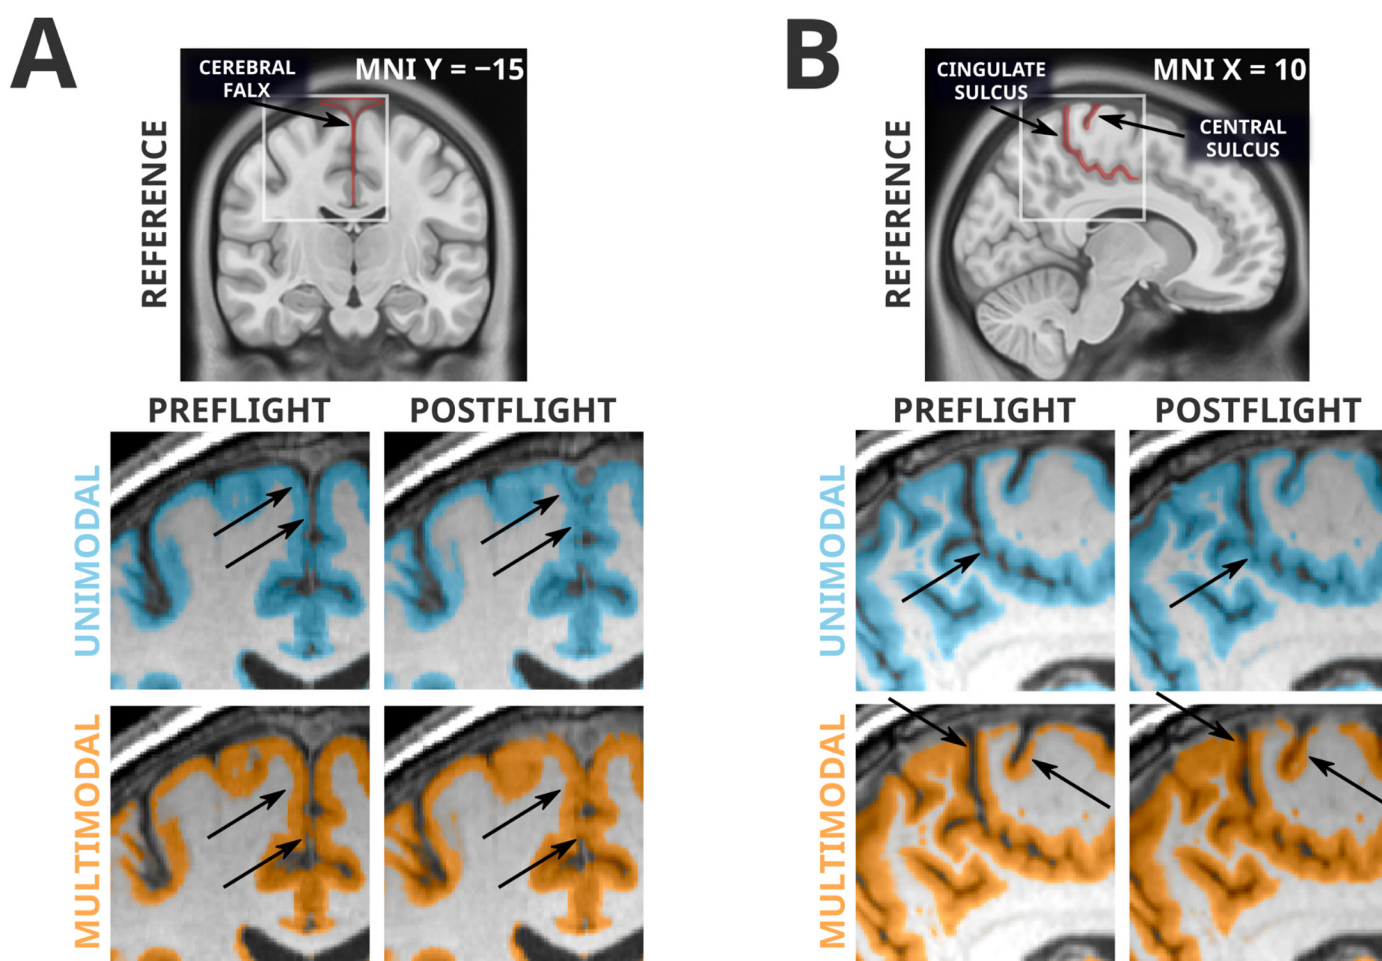 A
CEREBRAL
FALX
MNI Y = −15
REFERENCE
PREFLIGHT
POSTFLIGHT
UNIMODAL
MULTIMODAL
B
CINGULATE
SULCUS
MNI X = 10
CENTRAL
SULCUS
REFERENCE
PREFLIGHT
POSTFLIGHT
UNIMODAL
MULTIMODAL